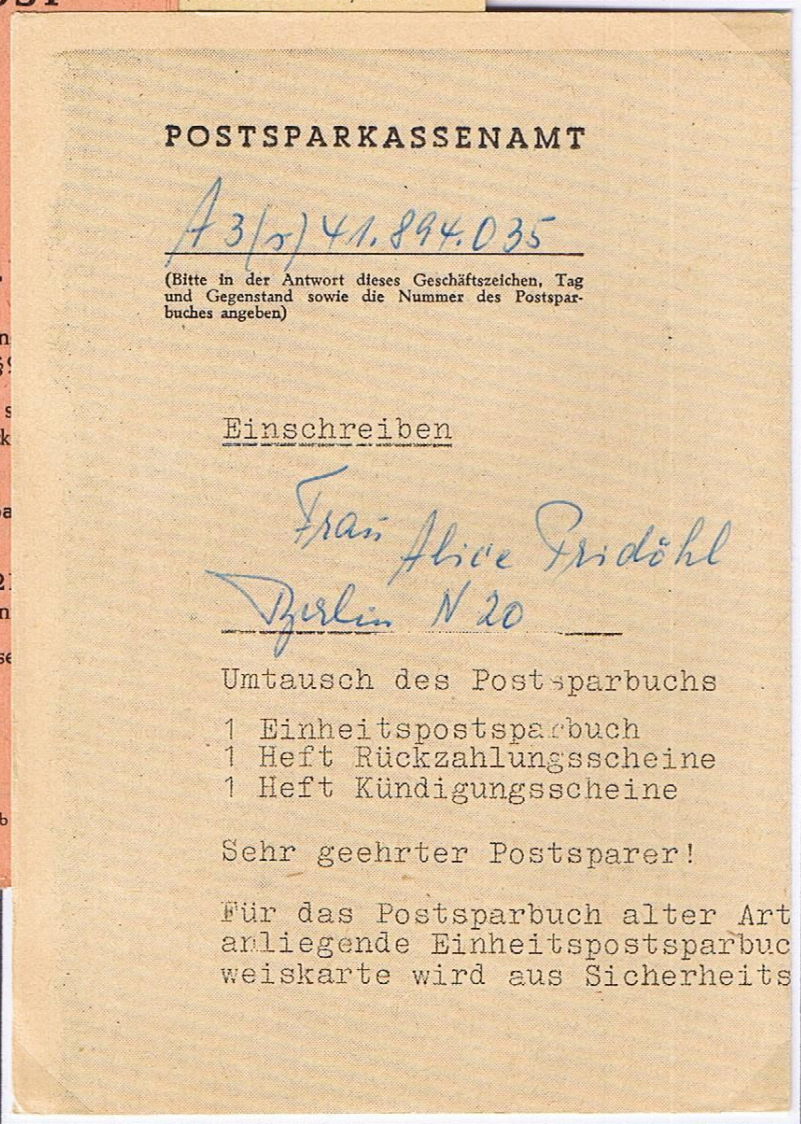 POSTSPARKASSENAMT
A 3(r) 41.894.035
(Bitte in der Antwort dieses Geschäftszeichen, Tag
und Gegenstand sowie die Nummer des Postspar-
buches angeben)
Einschreiben
Frau Alice Pridöhl
Berlin N 20
Umtausch des Postsparbuchs
1 Einheitspostsparbuch
1 Heft Rückzahlungsscheine
1 Heft Kündigungsscheine
Sehr geehrter Postsparer!
Für das Postsparbuch alter Art
anliegende Einheitspostsparbuc
weiskarte wird aus Sicherheits